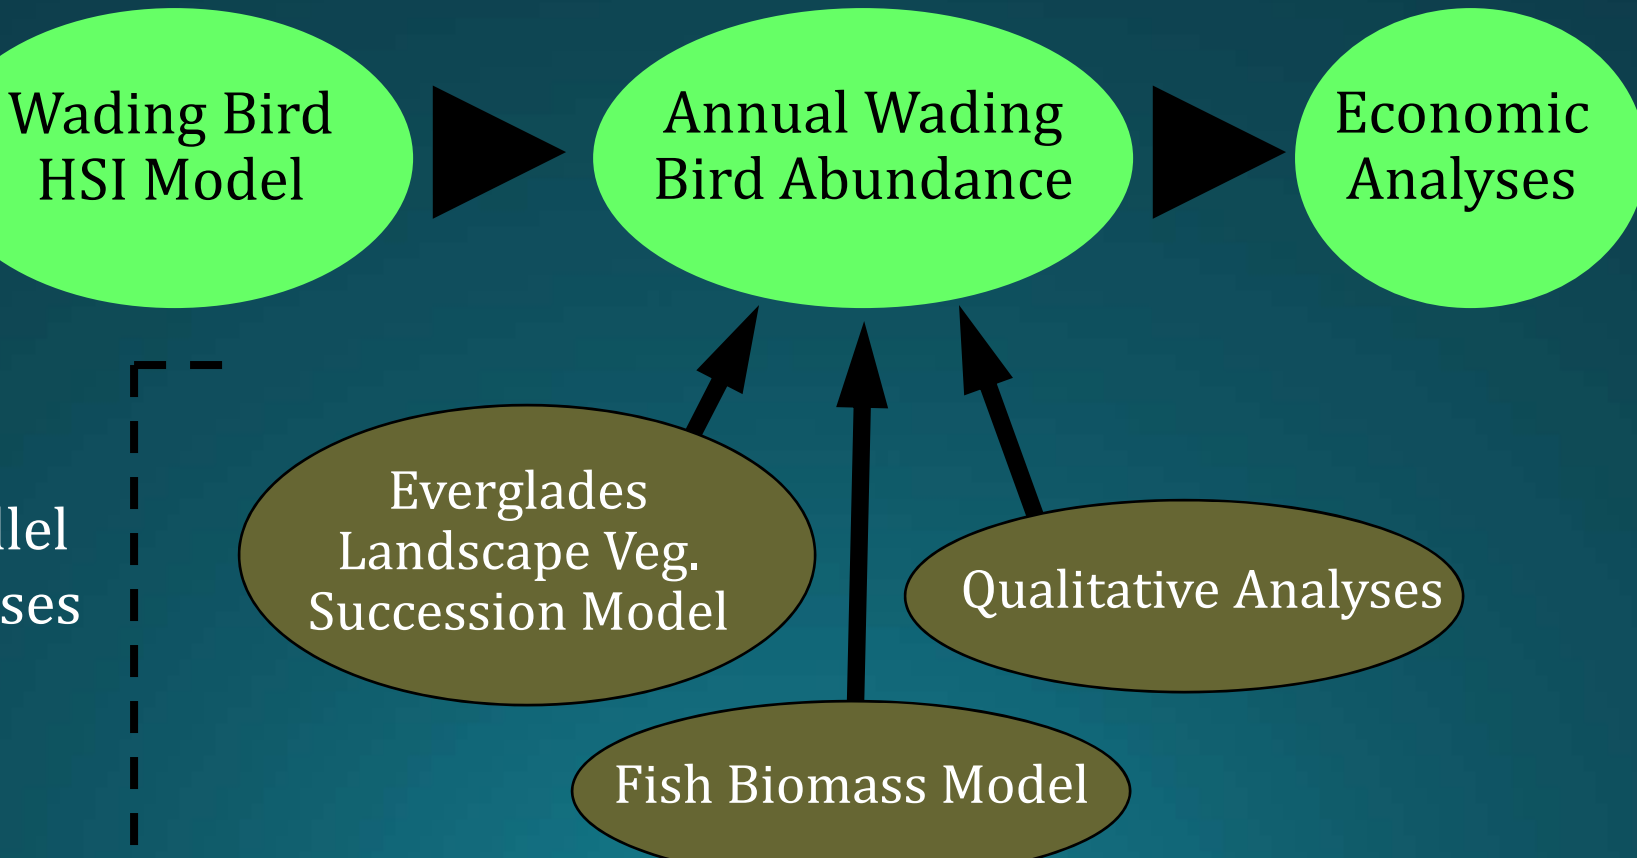 Wading Bird
HSI Model
Annual Wading
Bird Abundance
Economic
Analyses
Everglades
Landscape Veg.
Succession Model
Qualitative Analyses
Fish Biomass Model